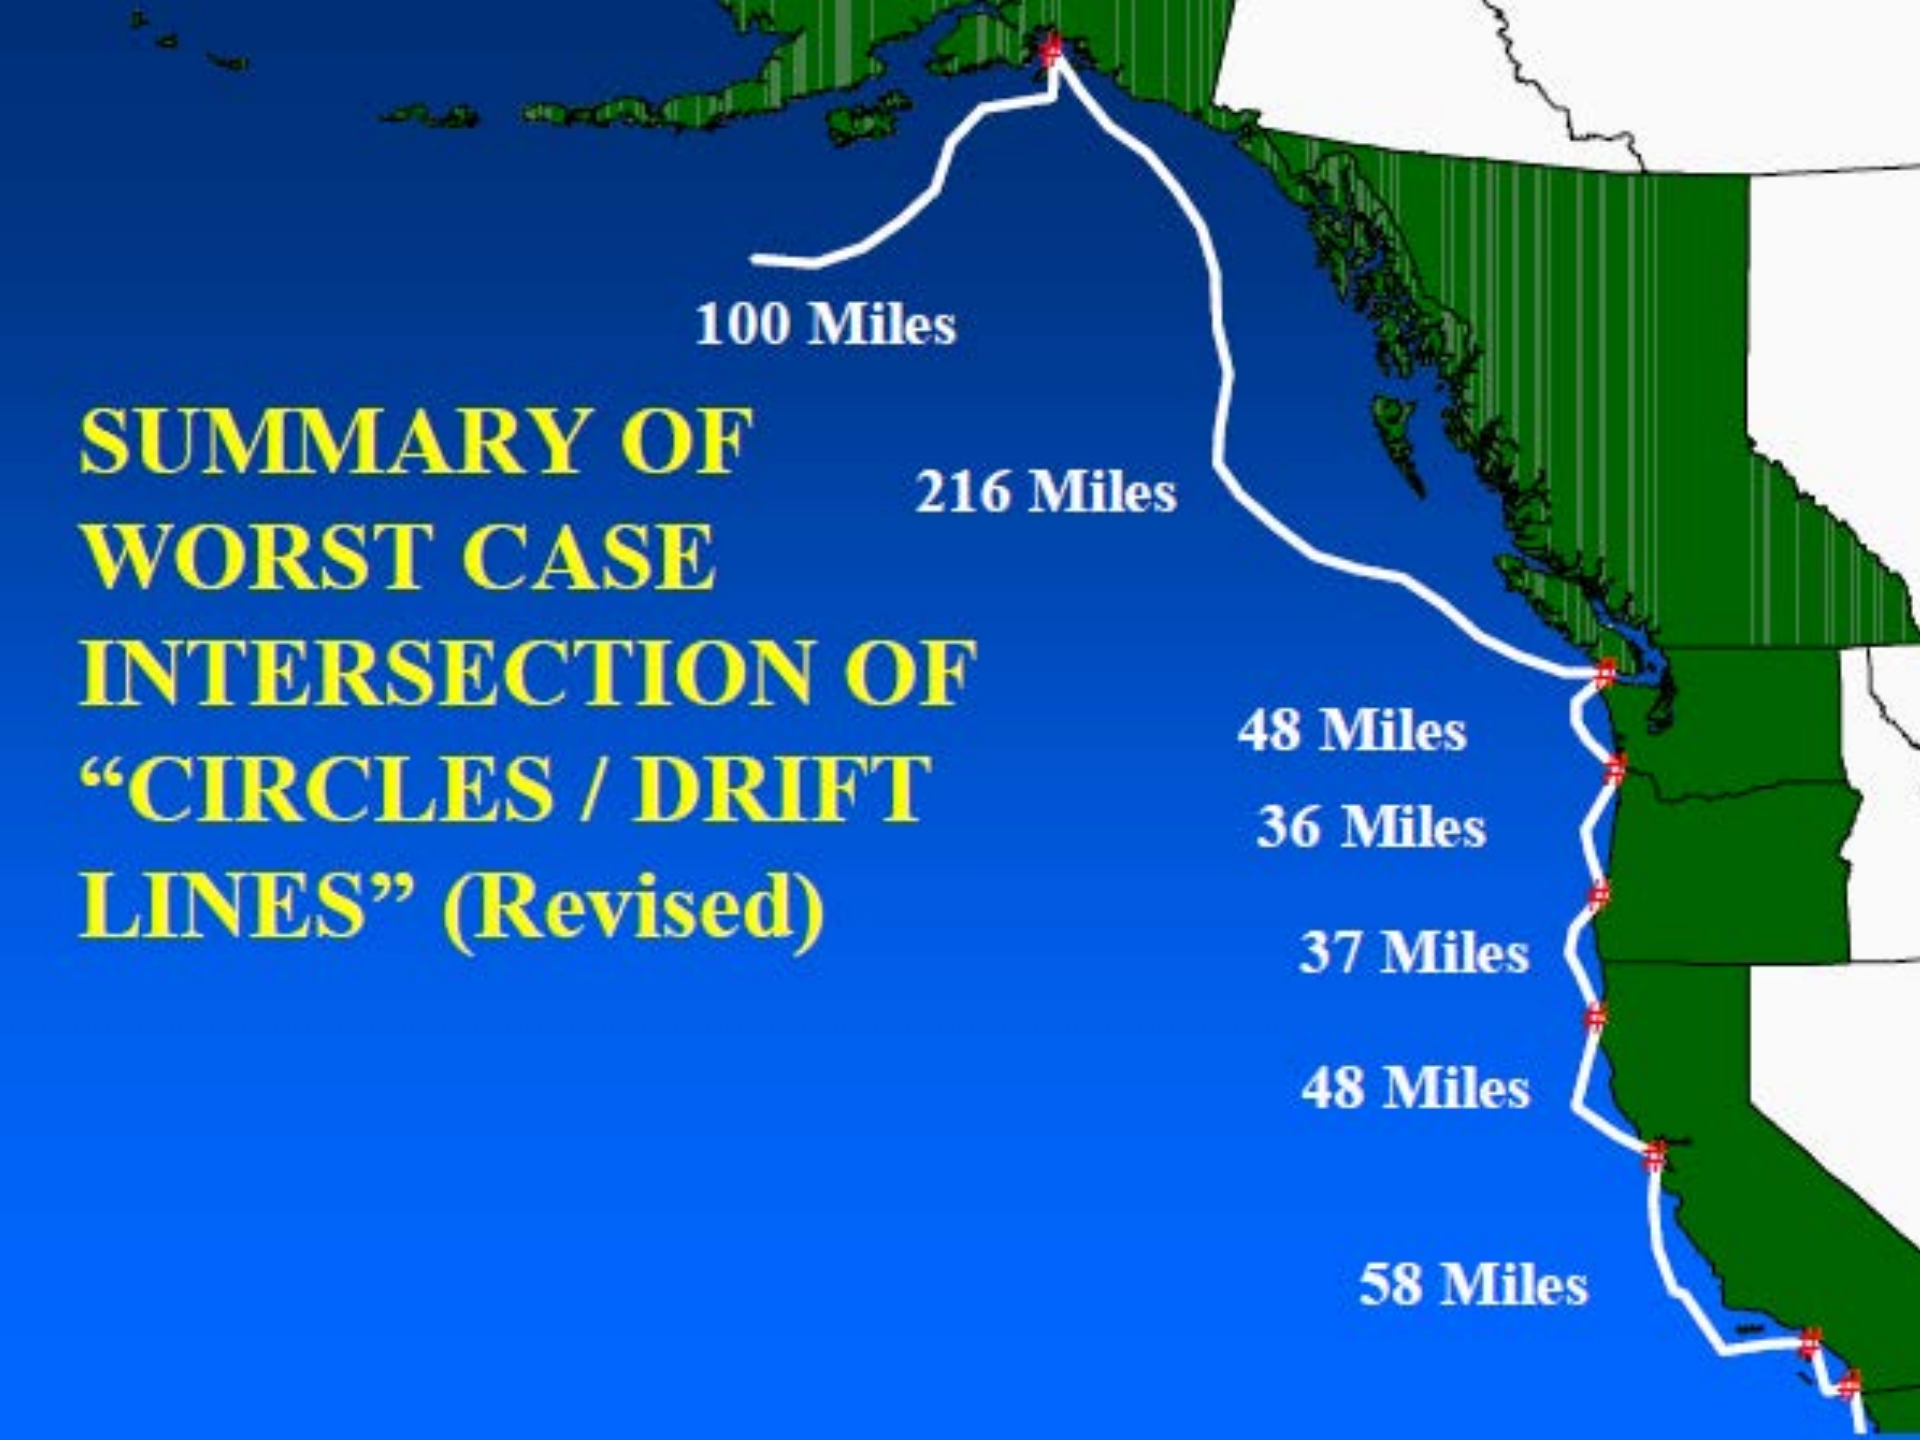 100 Miles
SUMMARY OF
WORST CASE
INTERSECTION OF
“CIRCLES / DRIFT
LINES” (Revised)
216 Miles
48 Miles
36 Miles
37 Miles
48 Miles
58 Miles